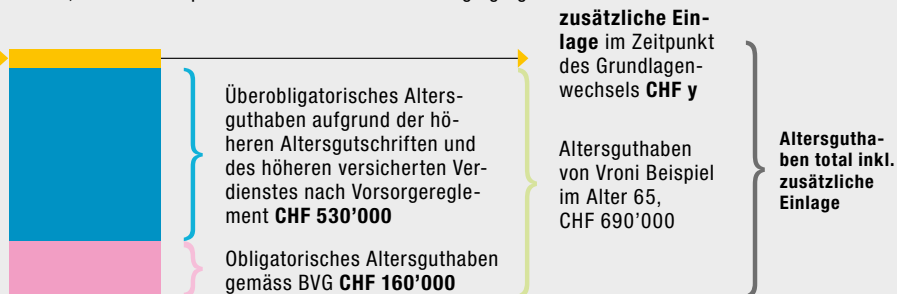 zusätzliche Ein-
lage im Zeitpunkt
des Grundlagen-
wechsels CHF y
Überobligatorisches Alters-
guthaben aufgrund der hö-
heren Altersgutschriften und
des höheren versicherten Ver-
dienstes nach Vorsorgeregle-
ment CHF 530’000
Obligatorisches Altersguthaben
gemäss BVG CHF 160’000
Altersguthaben
von Vroni Beispiel
im Alter 65,
CHF 690’000
Altersgutha-
ben total inkl.
zusätzliche
Einlage